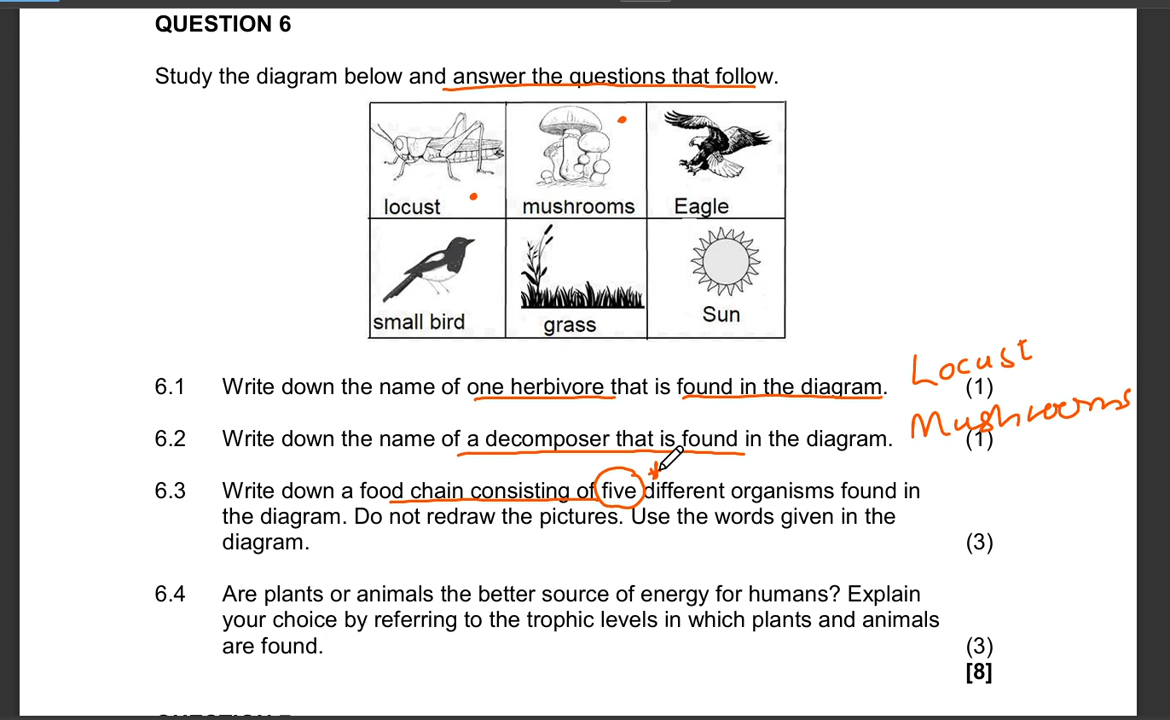 QUESTION 6
Study the diagram below and answer the questions that follow.
locust
mushrooms
Eagle
small bird
grass
Sun
6.1 Write down the name of one herbivore that is found in the diagram. (1)
Locust
6.2 Write down the name of a decomposer that is found in the diagram. (1)
Mushrooms
6.3 Write down a food chain consisting of five different organisms found in
the diagram. Do not redraw the pictures. Use the words given in the
diagram. (3)
6.4 Are plants or animals the better source of energy for humans? Explain
your choice by referring to the trophic levels in which plants and animals
are found. (3)
[8]